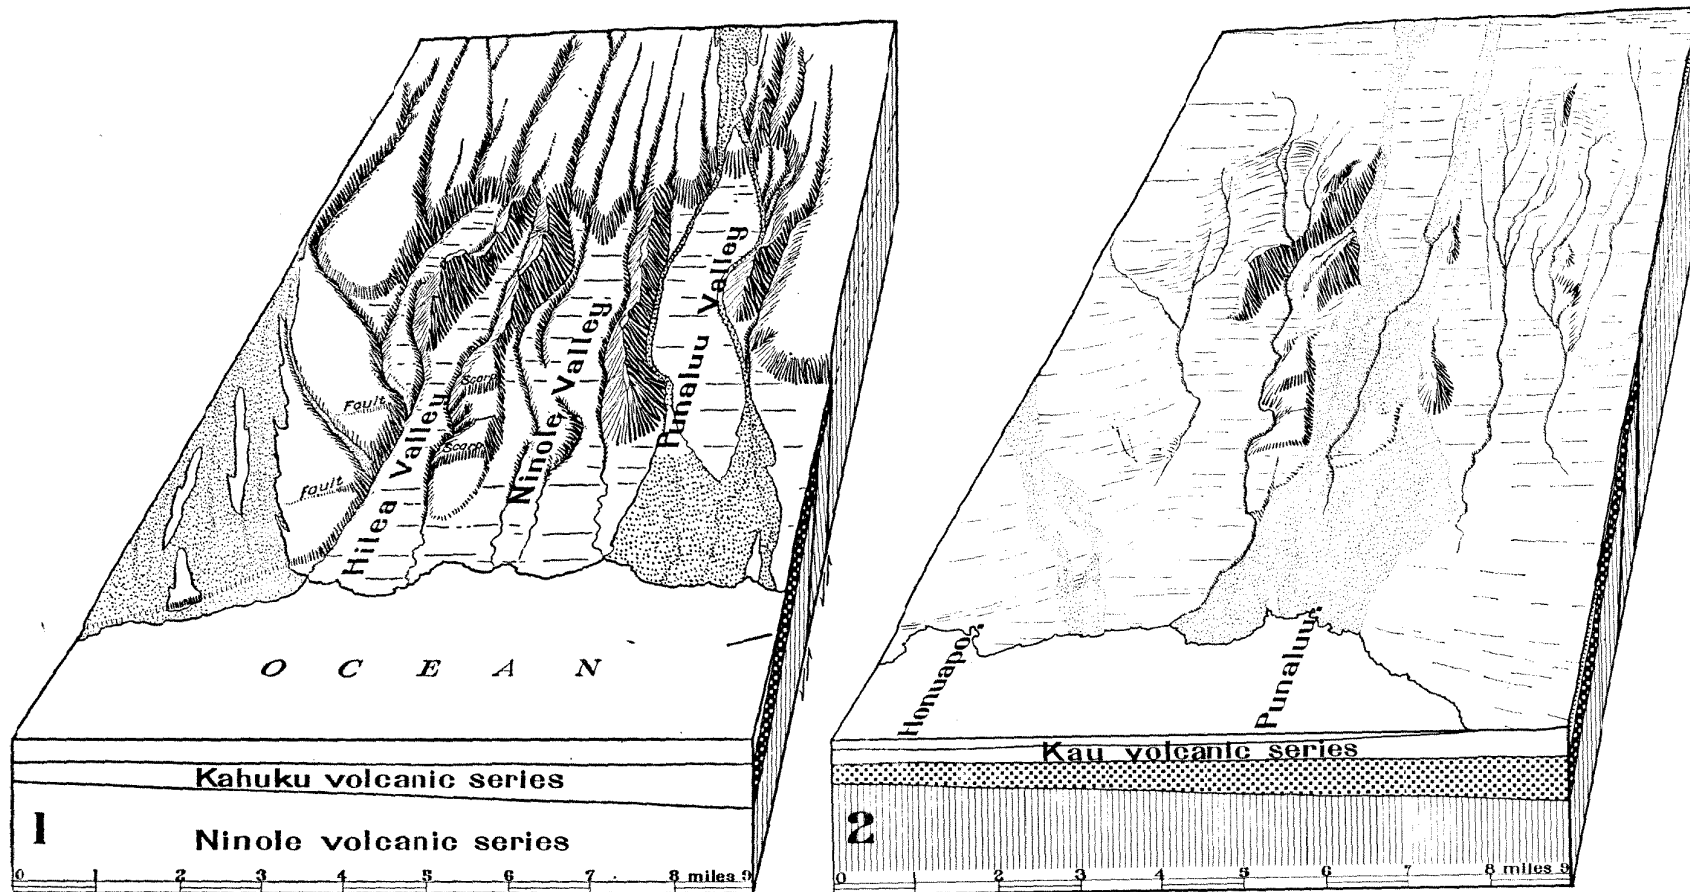 Fault
Scarp
Scarp
Fault
Hilea Valley
Ninole Valley
Punaluu Valley
OCEAN
Kahuku volcanic series
Ninole volcanic series
1
0 1 2 3 4 5 6 7 8 miles 9
Honuapo
Punaluu
Kau volcanic series
2
0 1 2 3 4 5 6 7 8 miles 9